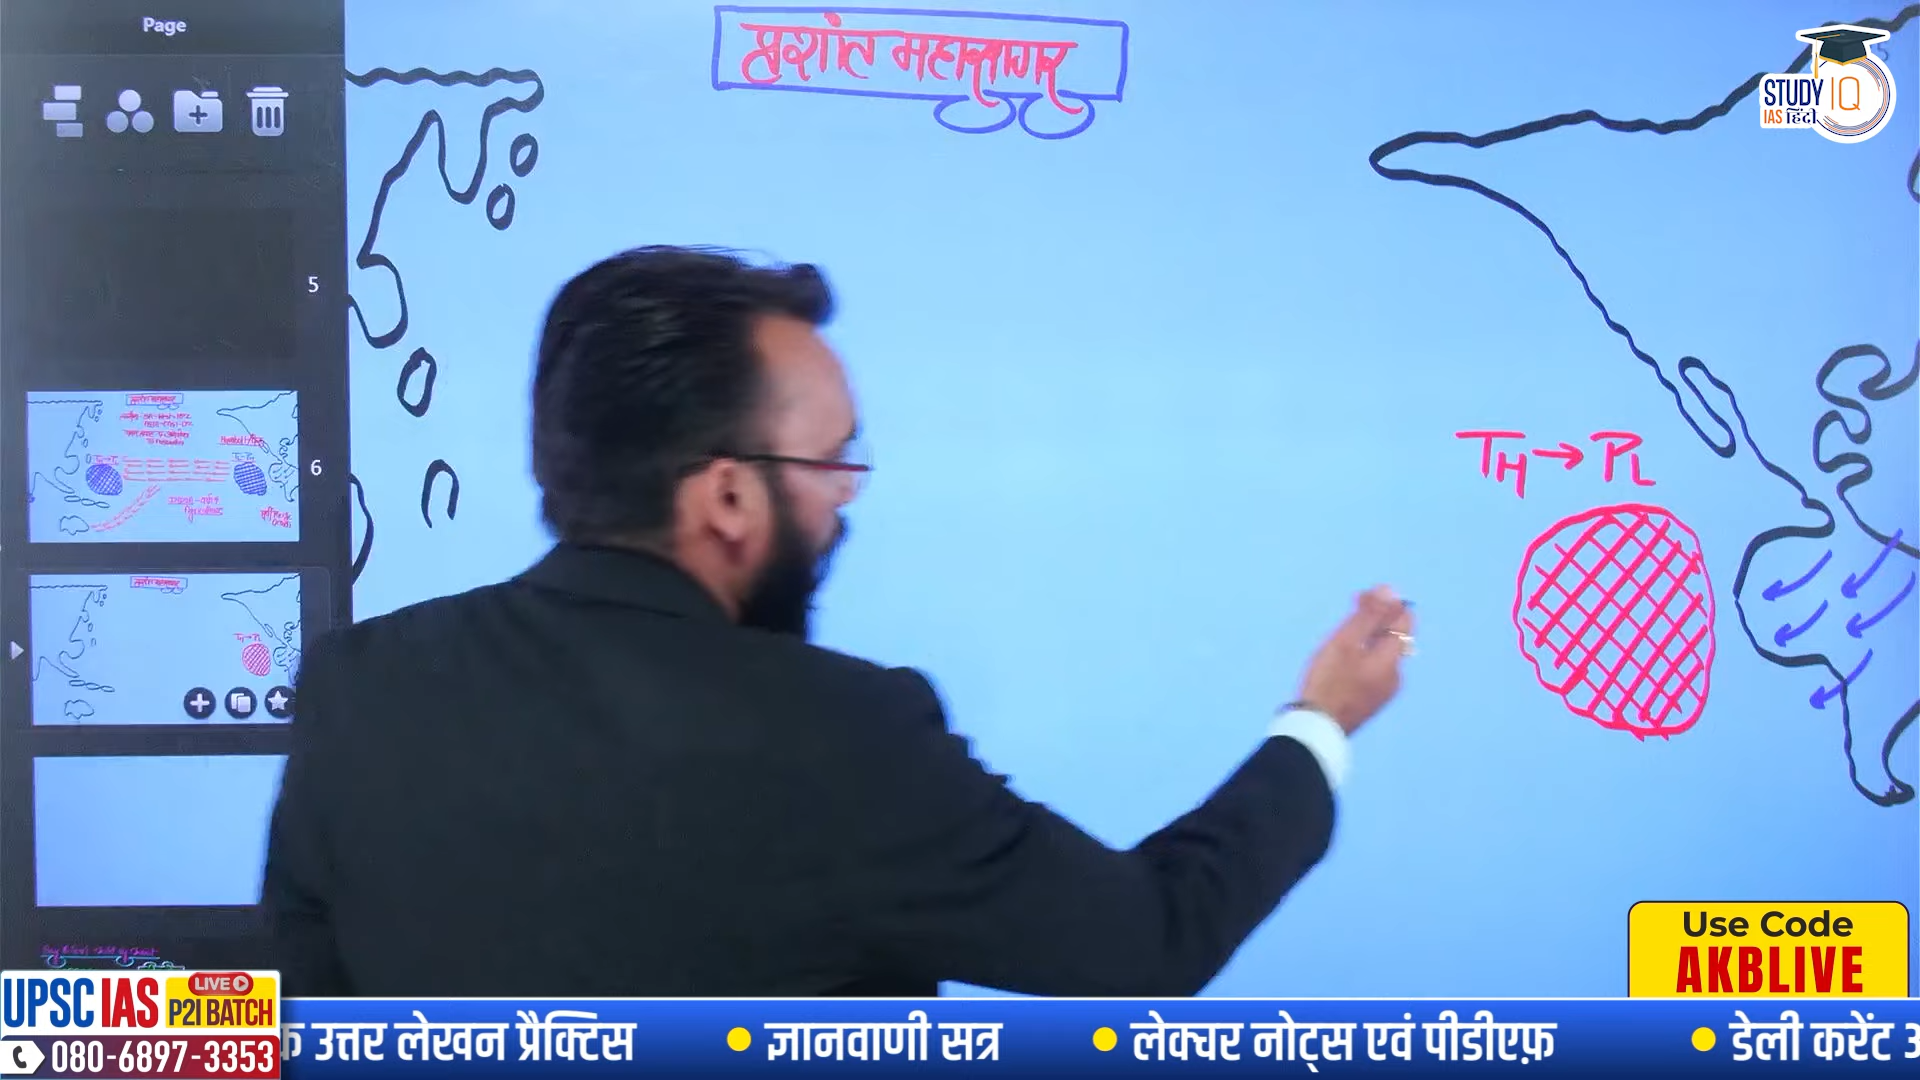 Page
प्रशांत महासागर
STUDY IQ
IAS हिंदी
5
6
TH → PL
Use Code
AKBLIVE
UPSC IAS
LIVE
P2I BATCH
080-6897-3353
क उत्तर लेखन प्रैक्टिस
ज्ञानवाणी सत्र
लेक्चर नोट्स एवं पीडीएफ़
डेली करेंट